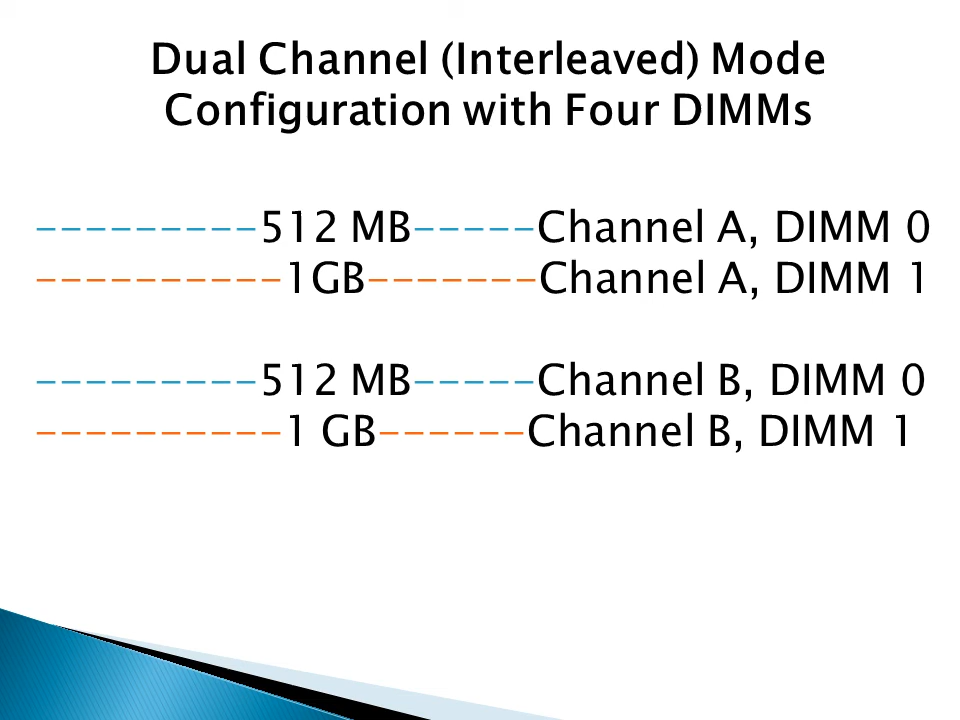 Dual Channel (Interleaved) Mode
Configuration with Four DIMMs
---------512 MB-----Channel A, DIMM 0
----------1GB-------Channel A, DIMM 1
---------512 MB-----Channel B, DIMM 0
----------1 GB------Channel B, DIMM 1